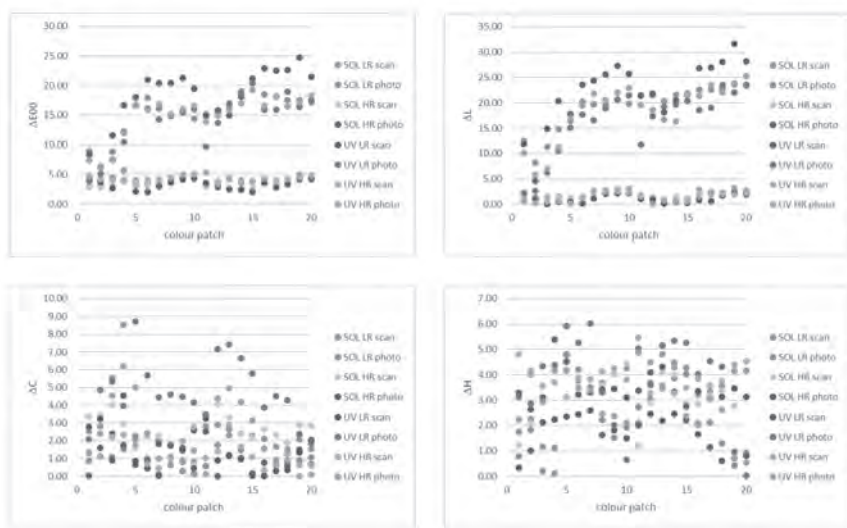 30.00
25.00
20.00
15.00
10.00
5.00
0.00
ΔE00
0 5 10 15 20
colour patch
SOL LR scan
SOL LR photo
SOL HR scan
SOL HR photo
UV LR scan
UV LR photo
UV HR scan
UV HR photo
35.00
30.00
25.00
20.00
15.00
10.00
5.00
0.00
ΔL
0 5 10 15 20
colour patch
SOL LR scan
SOL LR photo
SOL HR scan
SOL HR photo
UV LR scan
UV LR photo
UV HR scan
UV HR photo
10.00
9.00
8.00
7.00
6.00
5.00
4.00
3.00
2.00
1.00
0.00
ΔC
0 5 10 15 20
colour patch
SOL LR scan
SOL LR photo
SOL HR scan
SOL HR photo
UV LR scan
UV LR photo
UV HR scan
UV HR photo
7.00
6.00
5.00
4.00
3.00
2.00
1.00
0.00
ΔH
0 5 10 15 20
colour patch
SOL LR scan
SOL LR photo
SOL HR scan
SOL HR photo
UV LR scan
UV LR photo
UV HR scan
UV HR photo